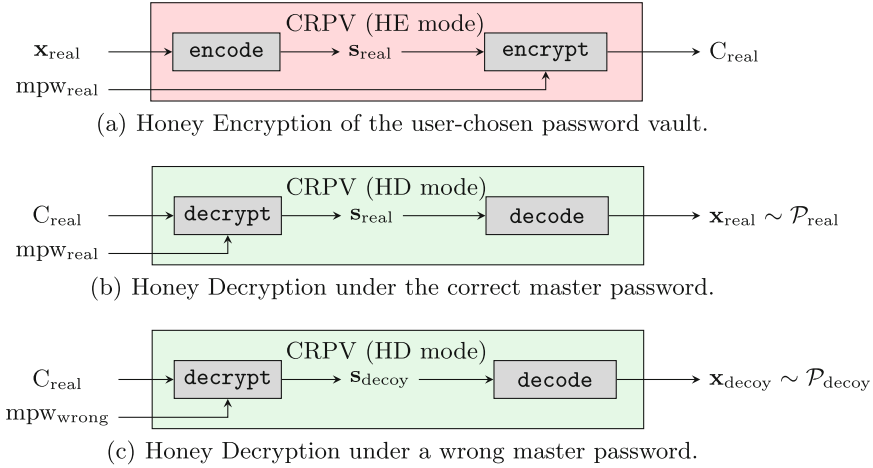 CRPV (HE mode)
x_real encode s_real encrypt C_real
mpw_real
(a) Honey Encryption of the user-chosen password vault.
CRPV (HD mode)
C_real decrypt s_real decode x_real ∼ P_real
mpw_real
(b) Honey Decryption under the correct master password.
CRPV (HD mode)
C_real decrypt s_decoy decode x_decoy ∼ P_decoy
mpw_wrong
(c) Honey Decryption under a wrong master password.